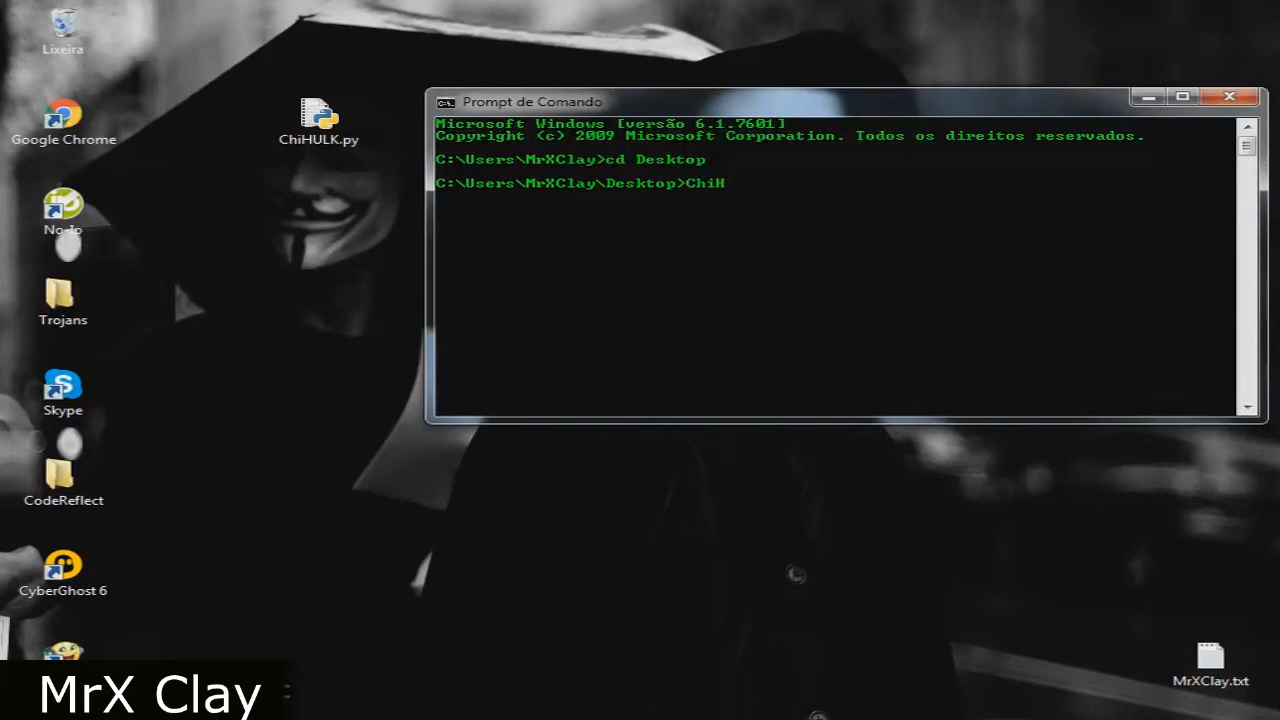 Lixeira
Google Chrome
ChiHULK.py
No-Ip
Trojans
Skype
CodeReflect
CyberGhost 6
Prompt de Comando
Microsoft Windows [versão 6.1.7601]
Copyright (c) 2009 Microsoft Corporation. Todos os direitos reservados.
C:\Users\MrXClay>cd Desktop
C:\Users\MrXClay\Desktop>ChiH
MrXClay.txt
MrX Clay